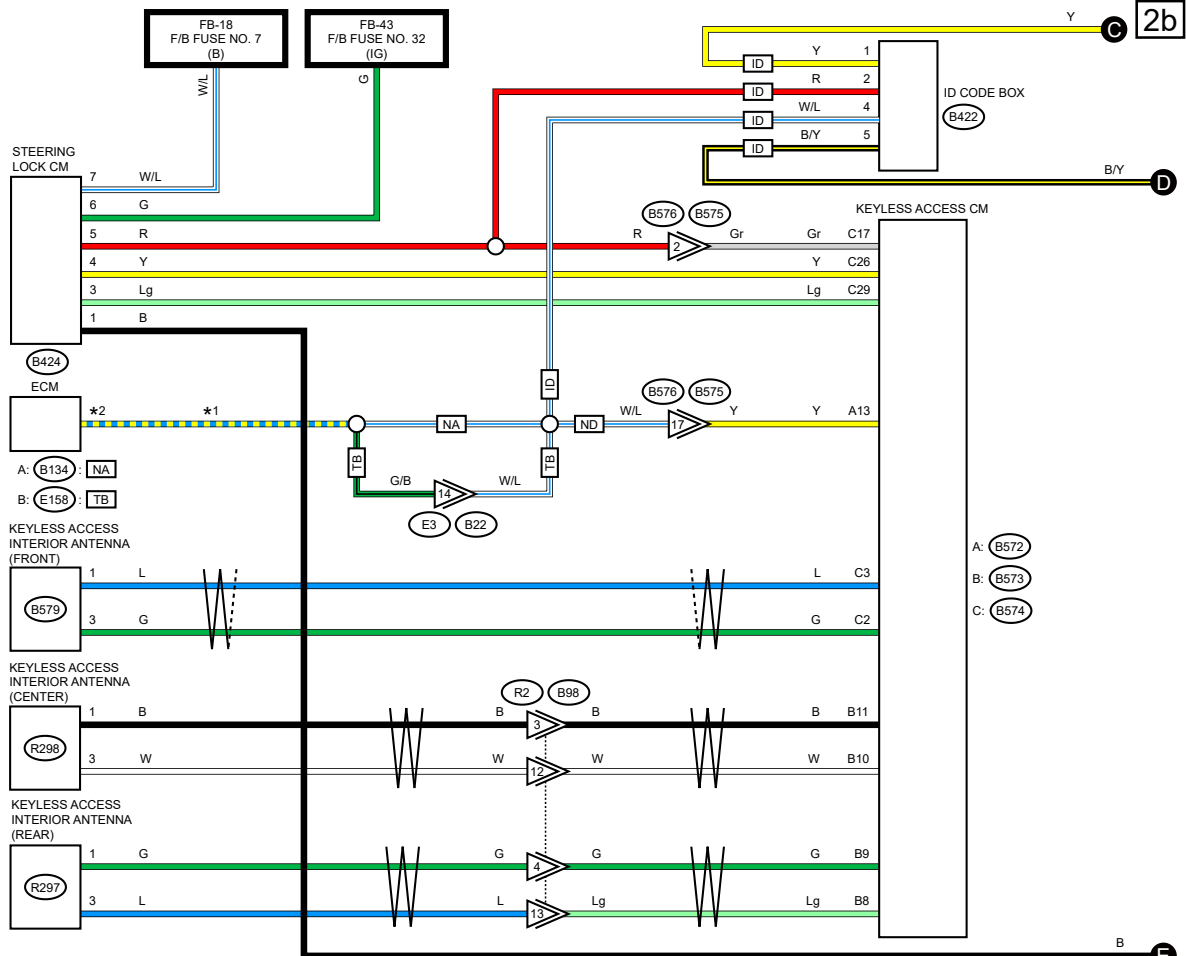 FB-18
F/B FUSE NO. 7
(B)
FB-43
F/B FUSE NO. 32
(IG)
Y
C
2b
W/L
G
ID
Y
1
ID
R
2
ID
W/L
4
ID
B/Y
5
ID CODE BOX
B422
B/Y
D
STEERING
LOCK CM
7
W/L
6
G
5
R
4
Y
3
Lg
1
B
B424
B576
B575
R
2
Gr
KEYLESS ACCESS CM
Gr
C17
Y
C26
Lg
C29
ECM
*2
*1
NA
ID
ND
W/L
B576
B575
17
Y
Y
A13
TB
G/B
14
W/L
TB
E3
B22
A: B134 : NA
B: E158 : TB
KEYLESS ACCESS
INTERIOR ANTENNA
(FRONT)
B579
1
L
3
G
L
C3
G
C2
A: B572
B: B573
C: B574
KEYLESS ACCESS
INTERIOR ANTENNA
(CENTER)
R298
1
B
3
W
R2
B98
B
3
B
B
B11
W
12
W
W
B10
KEYLESS ACCESS
INTERIOR ANTENNA
(REAR)
R297
1
G
3
L
G
4
G
G
B9
L
13
Lg
Lg
B8
B